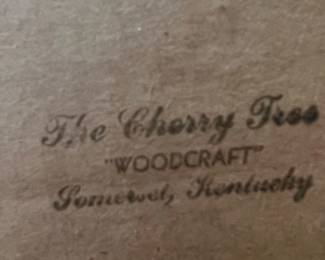 The Cherry Tree
"WOODCRAFT"
Somerset, Kentucky